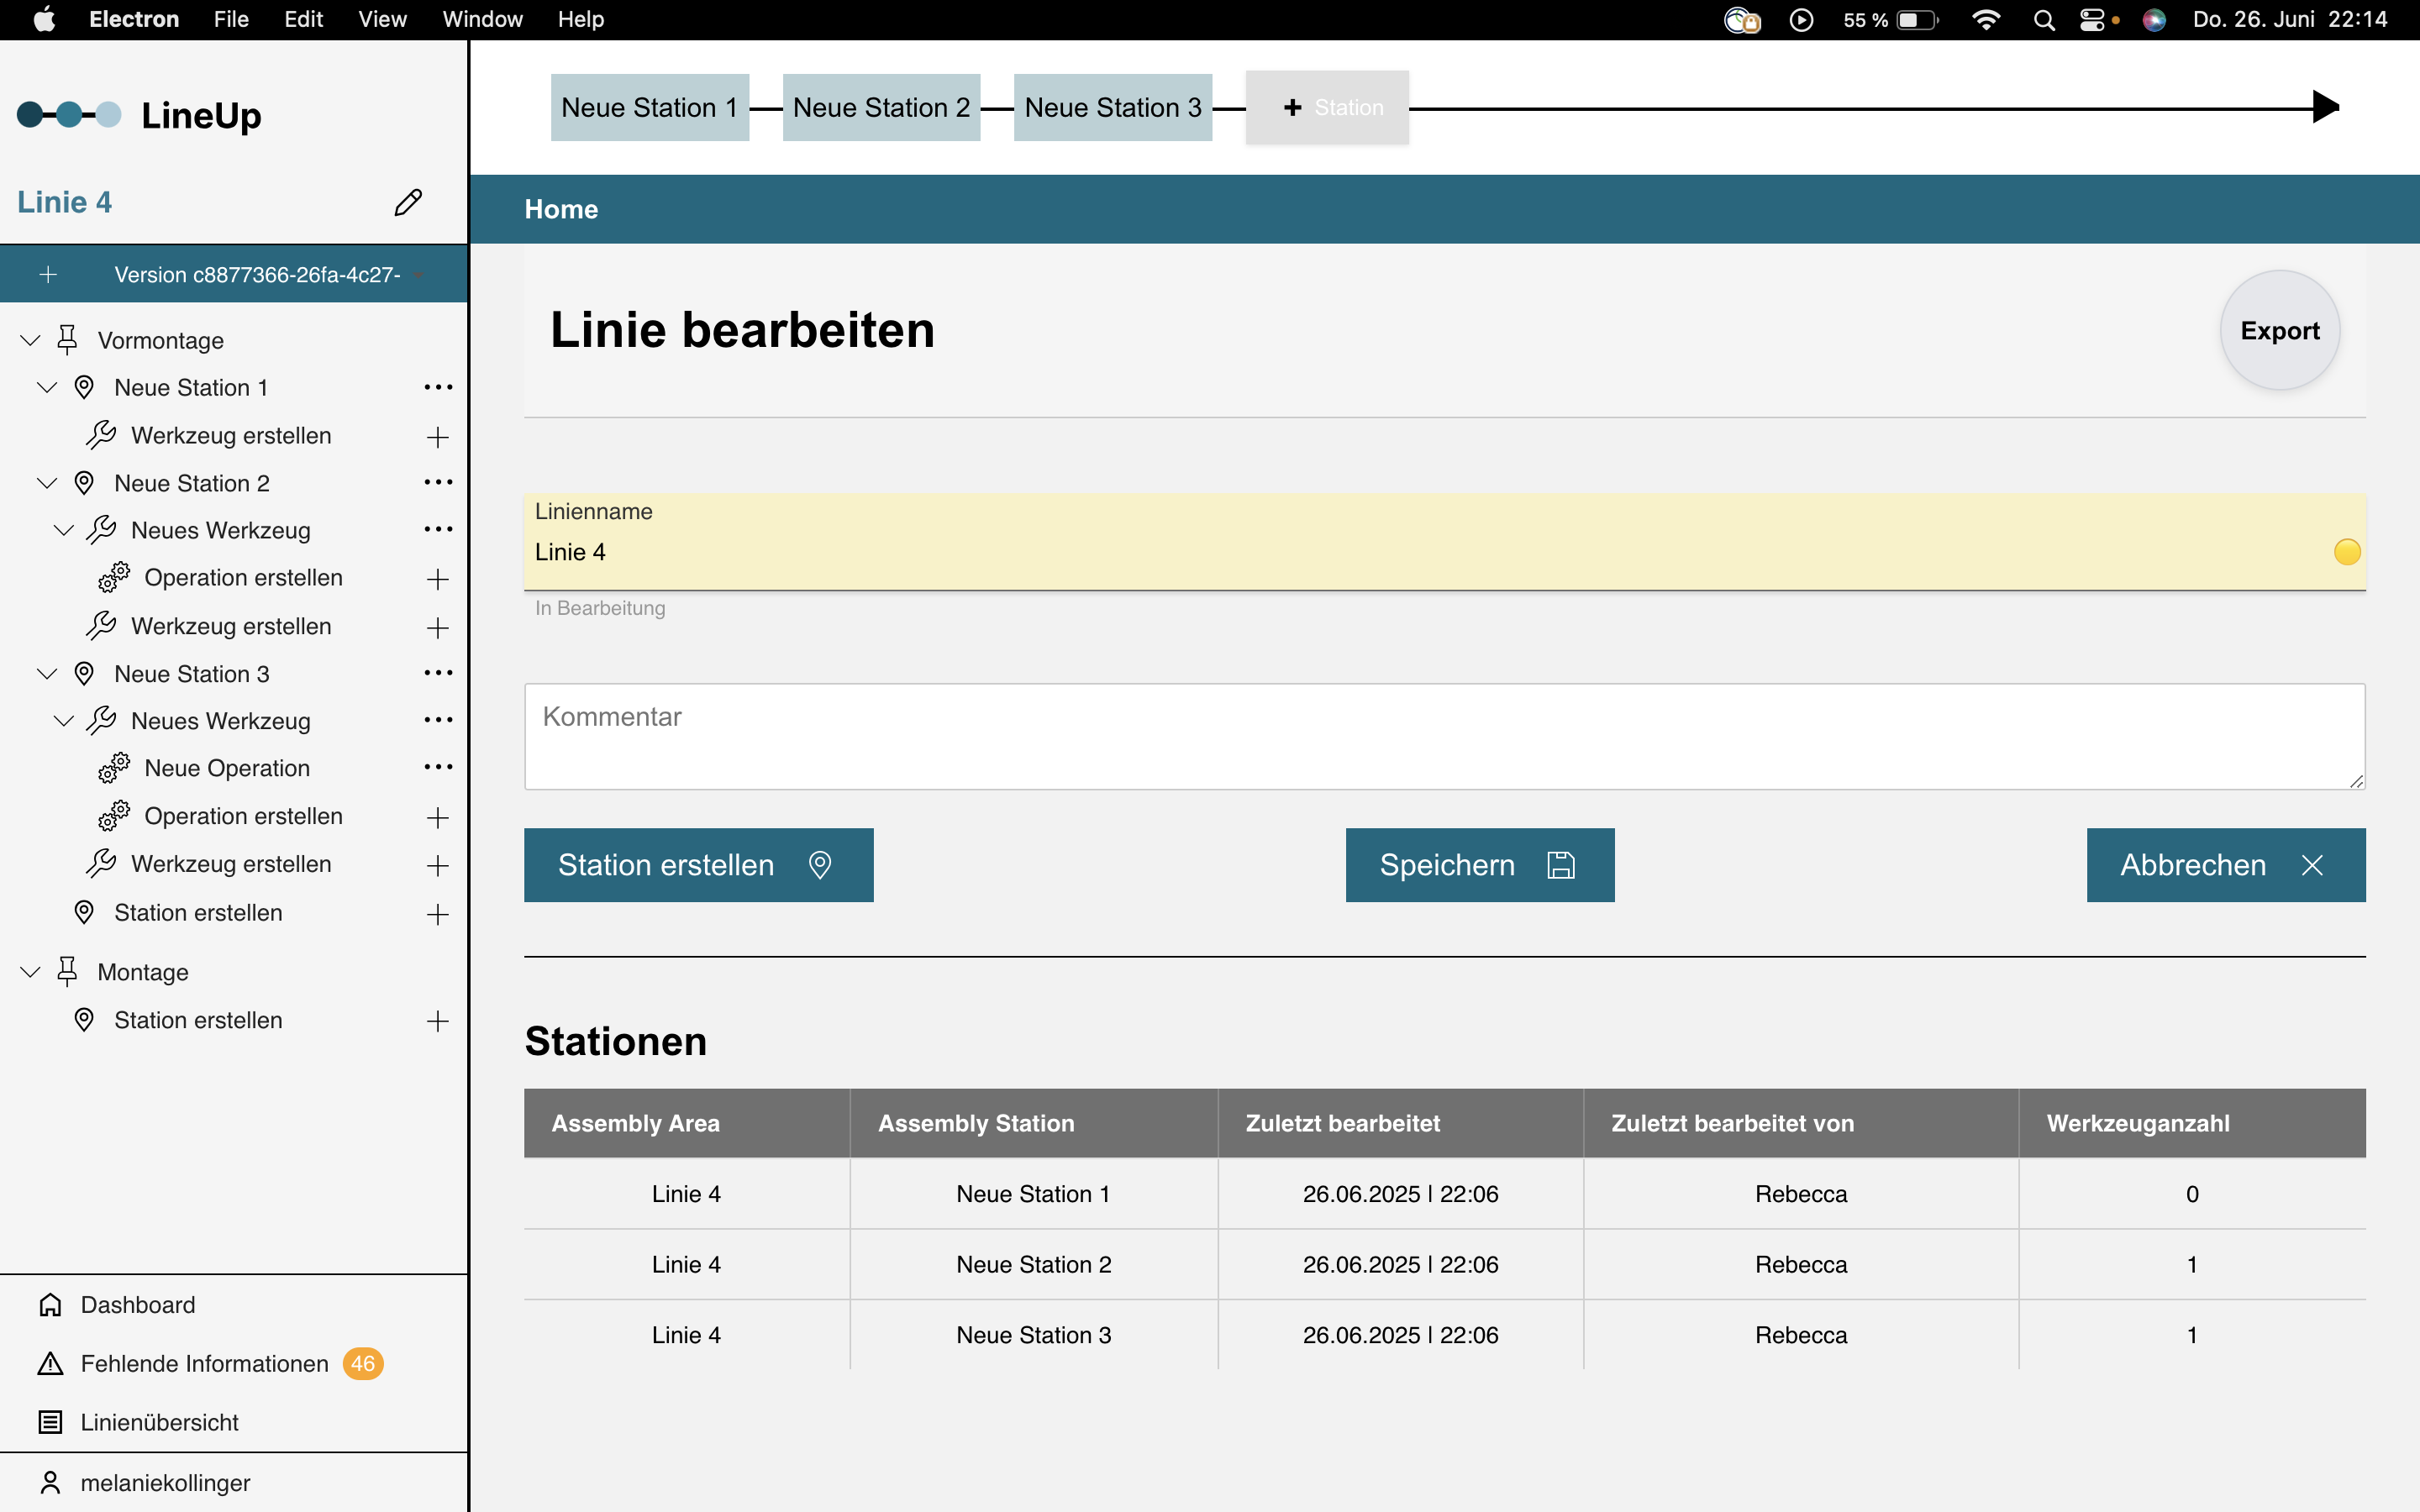 Electron File Edit View Window Help 55 % Do. 26. Juni 22:14
LineUp
Linie 4
Version c8877366-26fa-4c27-
Vormontage
Neue Station 1
Werkzeug erstellen
Neue Station 2
Neues Werkzeug
Operation erstellen
Werkzeug erstellen
Neue Station 3
Neues Werkzeug
Neue Operation
Operation erstellen
Werkzeug erstellen
Station erstellen
Montage
Station erstellen
Dashboard
Fehlende Informationen 46
Linienübersicht
melaniekollinger
Neue Station 1 Neue Station 2 Neue Station 3 + Station
Home
Linie bearbeiten
Export
Linienname
Linie 4
In Bearbeitung
Kommentar
Station erstellen Speichern Abbrechen
Stationen
Assembly Area Assembly Station Zuletzt bearbeitet Zuletzt bearbeitet von Werkzeuganzahl
Linie 4 Neue Station 1 26.06.2025 | 22:06 Rebecca 0
Linie 4 Neue Station 2 26.06.2025 | 22:06 Rebecca 1
Linie 4 Neue Station 3 26.06.2025 | 22:06 Rebecca 1